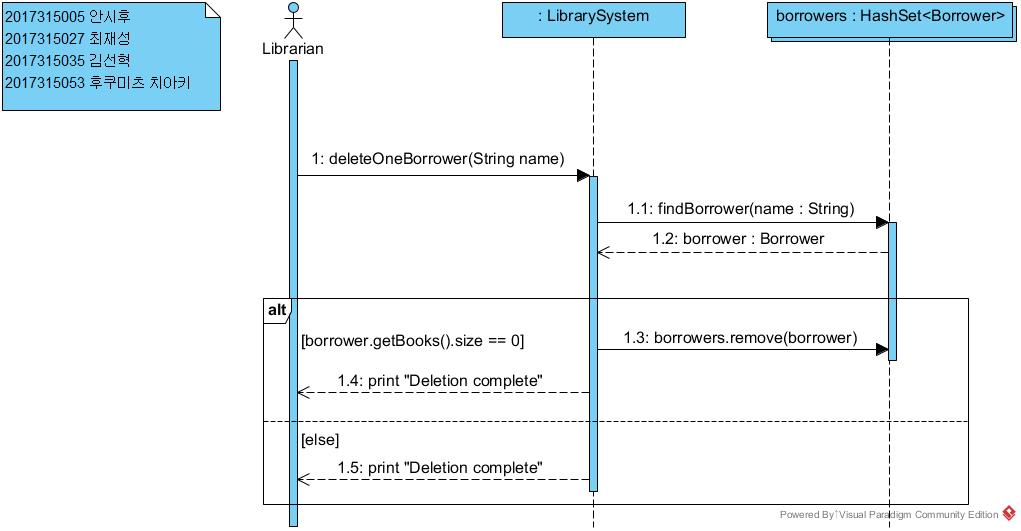 2017315005 안시후
2017315027 최재성
2017315035 김선혁
2017315053 후쿠미츠 치아키
Librarian
: LibrarySystem
borrowers : HashSet<Borrower>
1: deleteOneBorrower(String name)
1.1: findBorrower(name : String)
1.2: borrower : Borrower
alt
[borrower.getBooks().size == 0]
1.3: borrowers.remove(borrower)
1.4: print "Deletion complete"
[else]
1.5: print "Deletion complete"
Powered By Visual Paradigm Community Edition